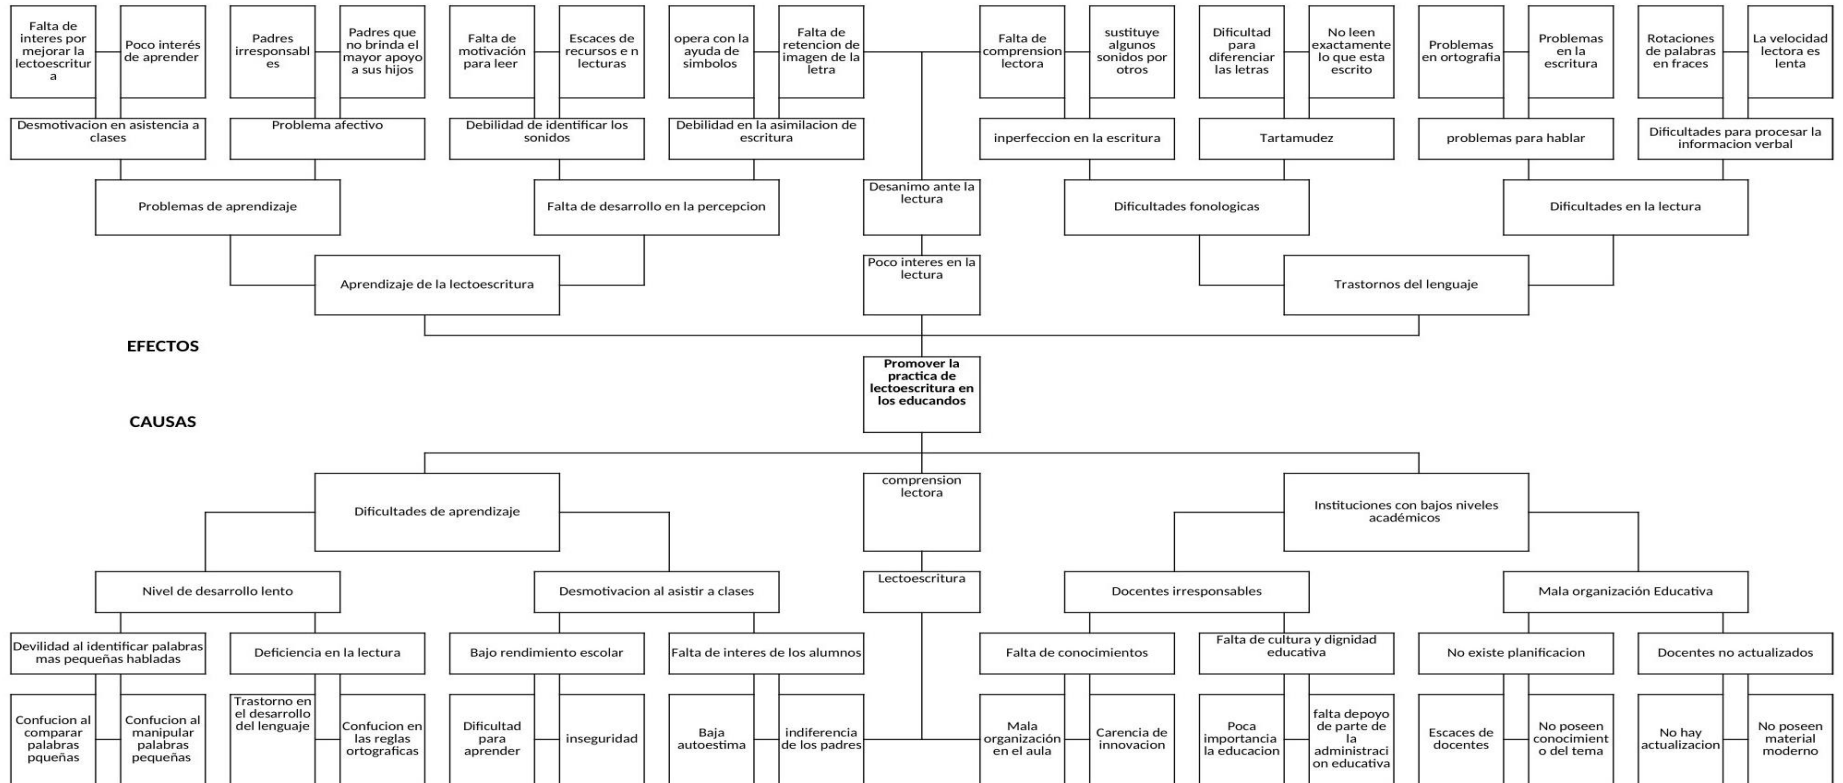 Falta de
interes por
mejorar la
lectoescritur
a
Poco interés
de aprender
Padres
irresponsabl
es
Padres que
no brinda el
mayor apoyo
a sus hijos
Falta de
motivación
para leer
Escaces de
recursos e n
lecturas
opera con la
ayuda de
simbolos
Falta de
retencion de
imagen de la
letra
Falta de
comprension
lectora
sustituye
algunos
sonidos por
otros
Dificultad
para
diferenciar
las letras
No leen
exactamente
lo que esta
escrito
Problemas
en ortografia
Problemas
en la
escritura
Rotaciones
de palabras
en fraces
La velocidad
lectora es
lenta
Desmotivacion en asistencia a
clases
Problema afectivo
Debilidad de identificar los
sonidos
Debilidad en la asimilacion de
escritura
inperfeccion en la escritura
Tartamudez
problemas para hablar
Dificultades para procesar la
informacion verbal
Problemas de aprendizaje
Falta de desarrollo en la percepcion
Desanimo ante la
lectura
Dificultades fonologicas
Dificultades en la lectura
Aprendizaje de la lectoescritura
Poco interes en la
lectura
Trastornos del lenguaje
EFECTOS
Promover la
practica de
lectoescritura en
los educandos
CAUSAS
Dificultades de aprendizaje
comprension
lectora
Instituciones con bajos niveles
académicos
Nivel de desarrollo lento
Desmotivacion al asistir a clases
Lectoescritura
Docentes irresponsables
Mala organización Educativa
Devilidad al identificar palabras
mas pequeñas habladas
Deficiencia en la lectura
Bajo rendimiento escolar
Falta de interes de los alumnos
Falta de conocimientos
Falta de cultura y dignidad
educativa
No existe planificacion
Docentes no actualizados
Confucion al
comparar
palabras
pqueñas
Confucion al
manipular
palabras
pequeñas
Trastorno en
el desarrollo
del lenguaje
Confucion en
las reglas
ortograficas
Dificultad
para
aprender
inseguridad
Baja
autoestima
indiferencia
de los padres
Mala
organización
en el aula
Carencia de
innovacion
Poca
importancia
la educacion
falta depoyo
de parte de
la
administraci
on educativa
Escaces de
docentes
No poseen
conocimient
o del tema
No hay
actualizacion
No poseen
material
moderno